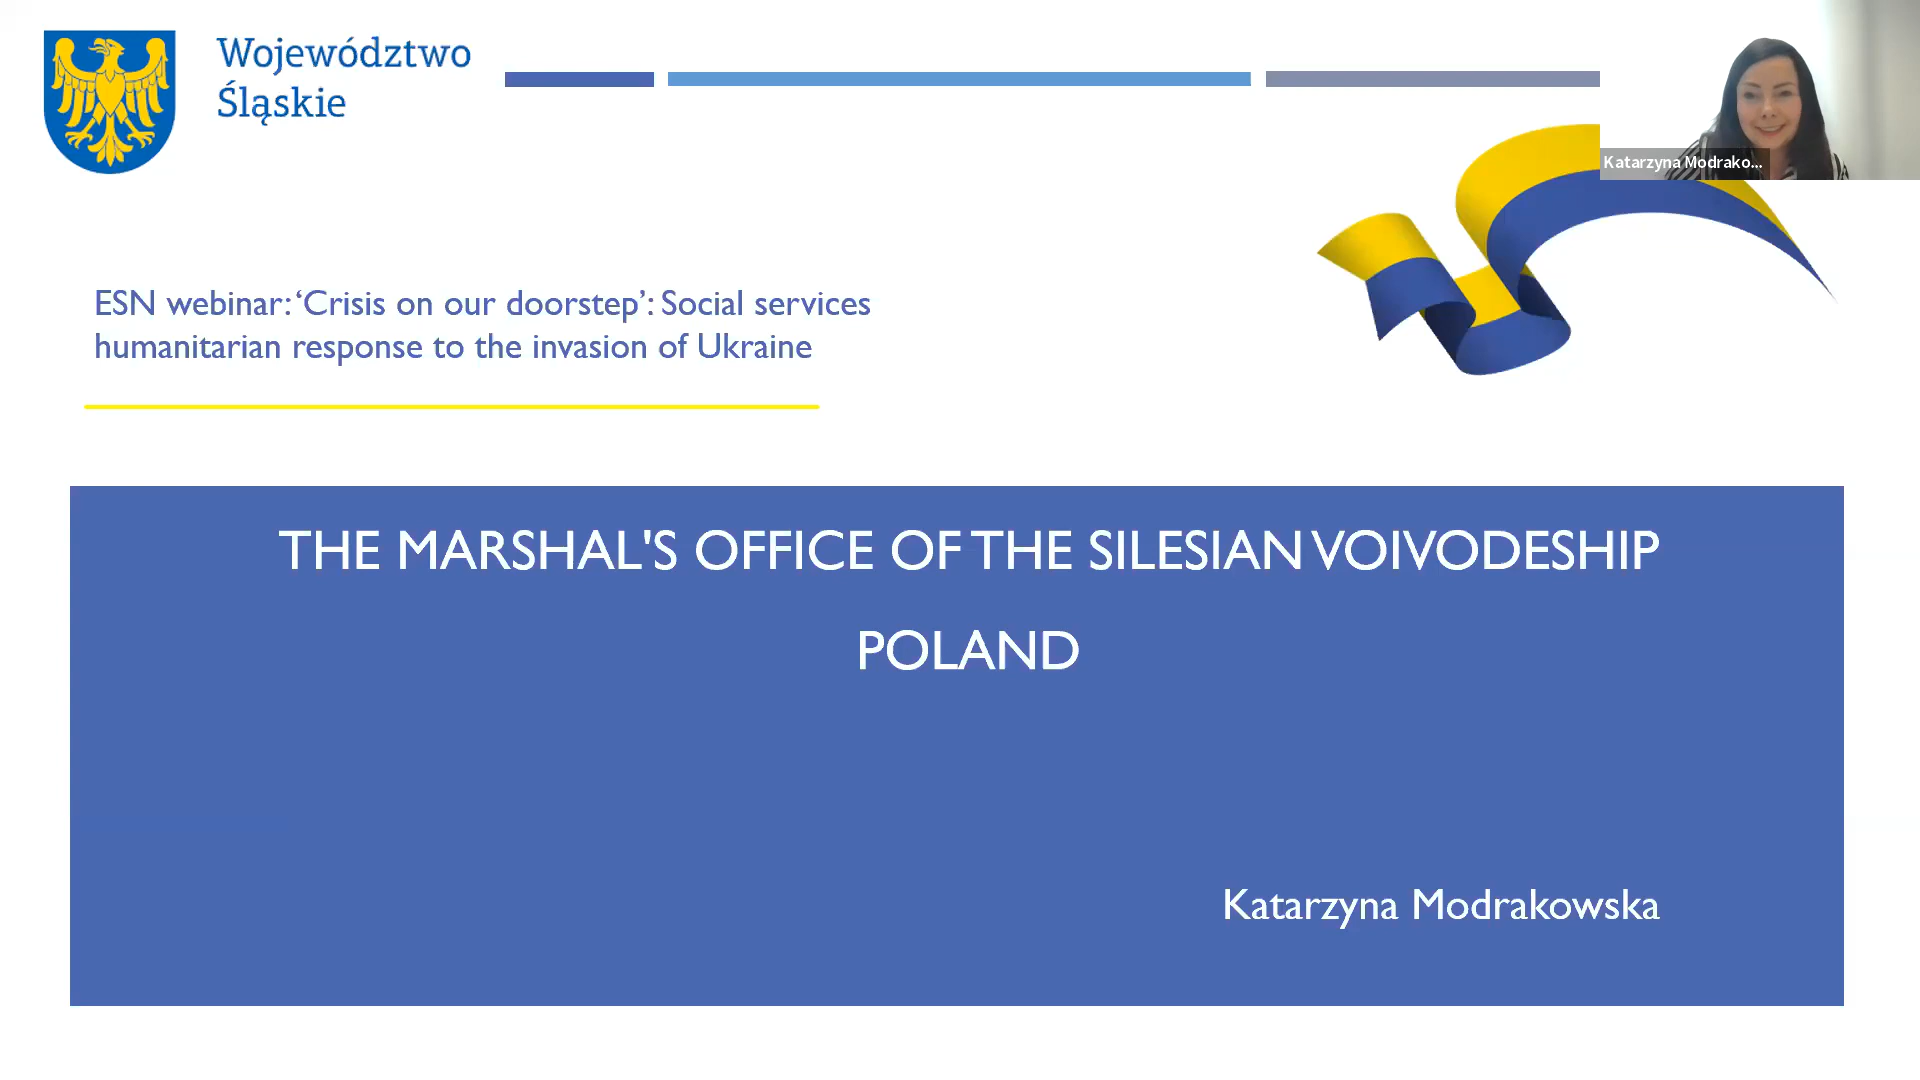 Województwo
Śląskie
Katarzyna Modrako...
ESN webinar: ‘Crisis on our doorstep’: Social services
humanitarian response to the invasion of Ukraine
THE MARSHAL'S OFFICE OF THE SILESIAN VOIVODESHIP
POLAND
Katarzyna Modrakowska